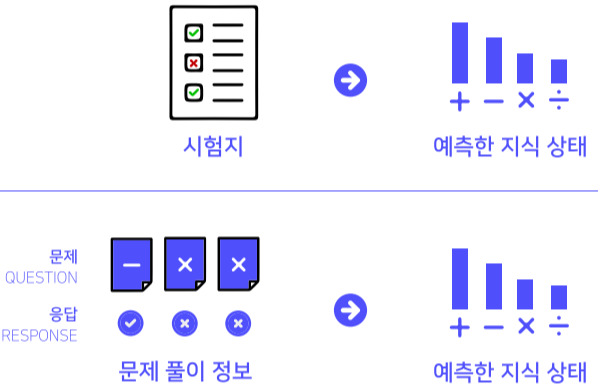 + − × ÷
시험지
예측한 지식 상태
문제
QUESTION
− × ×
응답
RESPONSE
+ − × ÷
문제 풀이 정보
예측한 지식 상태